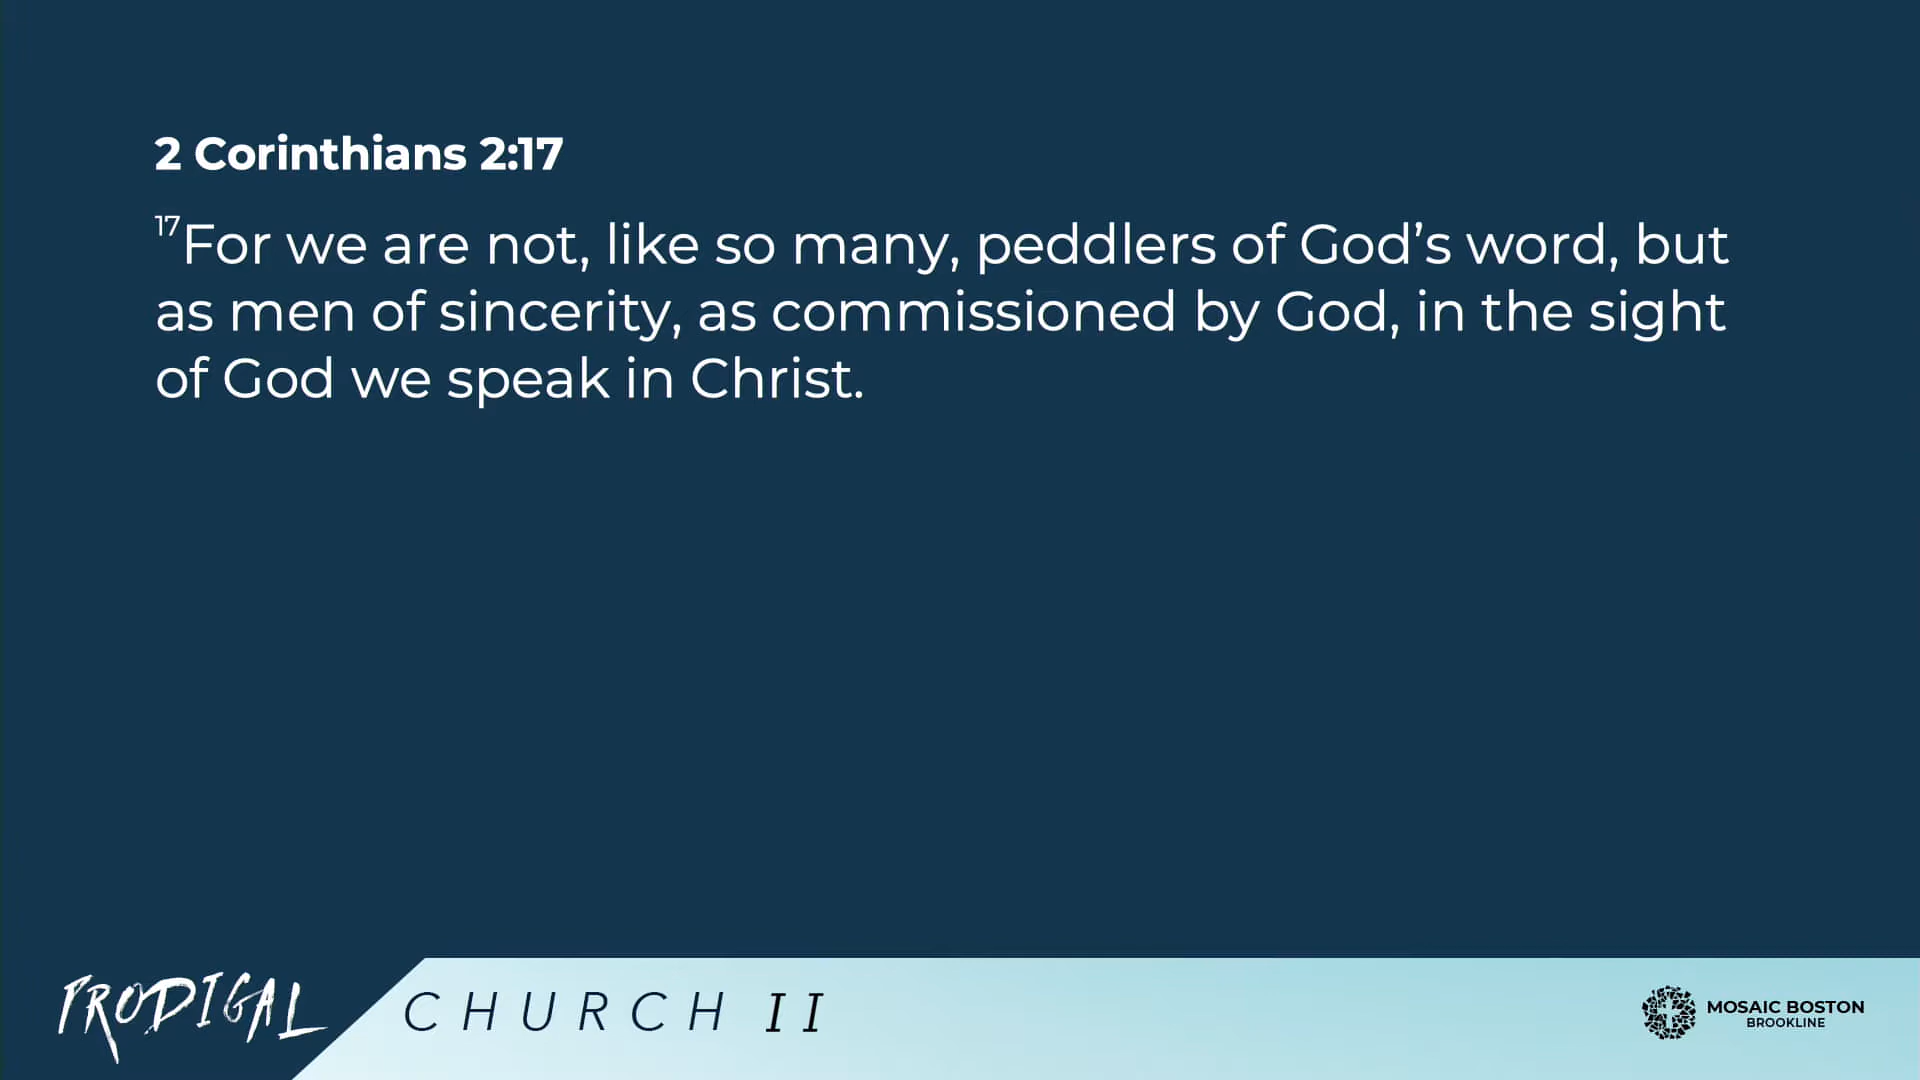 2 Corinthians 2:17
17For we are not, like so many, peddlers of God’s word, but
as men of sincerity, as commissioned by God, in the sight
of God we speak in Christ.
PRODIGAL CHURCH II
MOSAIC BOSTON
BROOKLINE